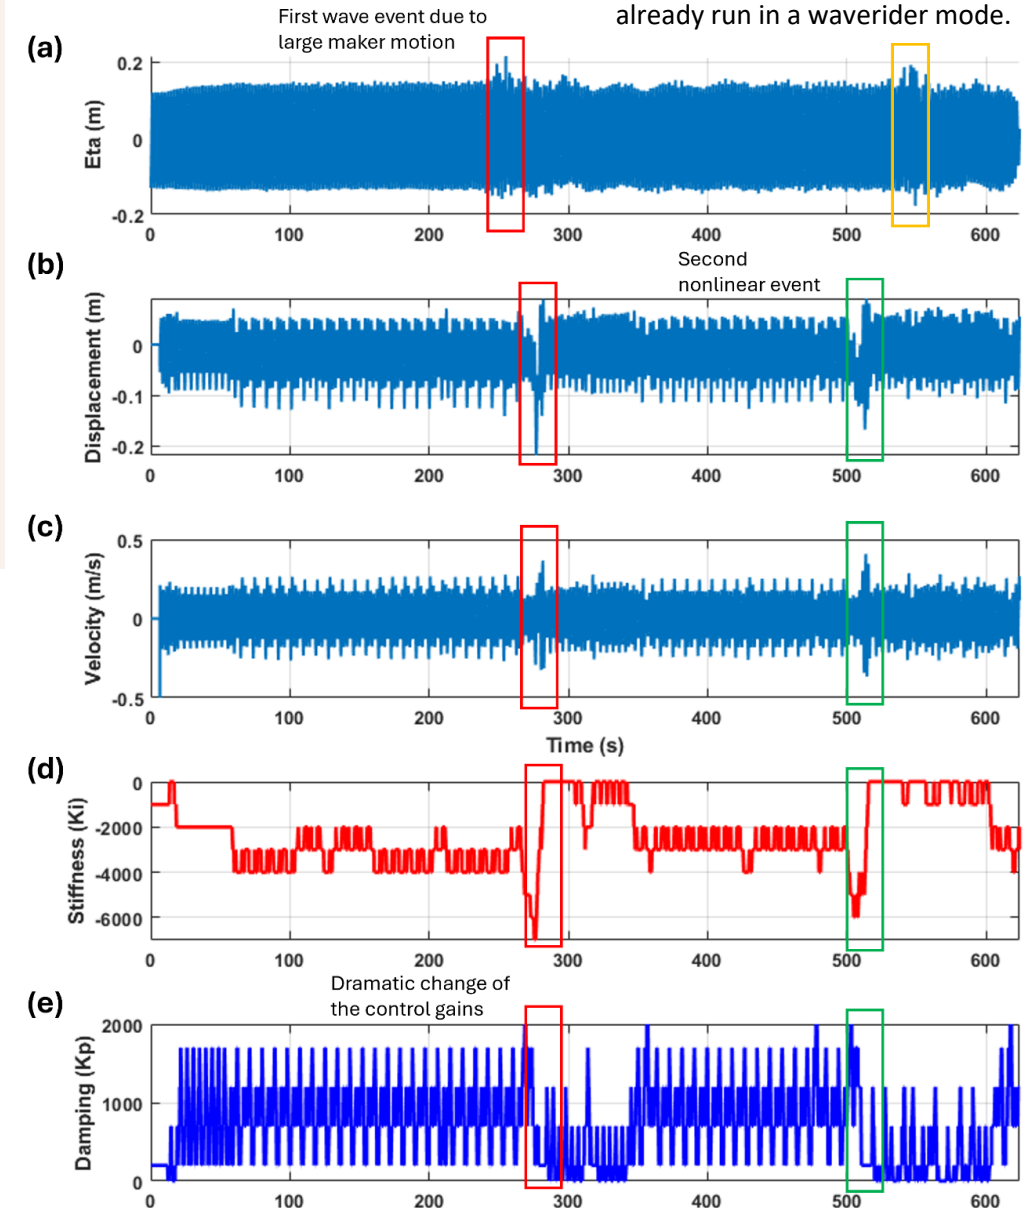 First wave event due to
large maker motion
already run in a waverider mode.
(a)
Eta (m)
0.2
0
-0.2
0 100 200 300 400 500 600
(b)
Second
nonlinear event
Displacement (m)
0
-0.1
-0.2
0 100 200 300 400 500 600
(c)
Velocity (m/s)
0.5
0
-0.5
0 100 200 300 400 500 600
Time (s)
(d)
Stiffness (Ki)
0
-2000
-4000
-6000
0 100 200 300 400 500 600
Dramatic change of
the control gains
(e)
Damping (Kp)
2000
1000
0
0 100 200 300 400 500 600